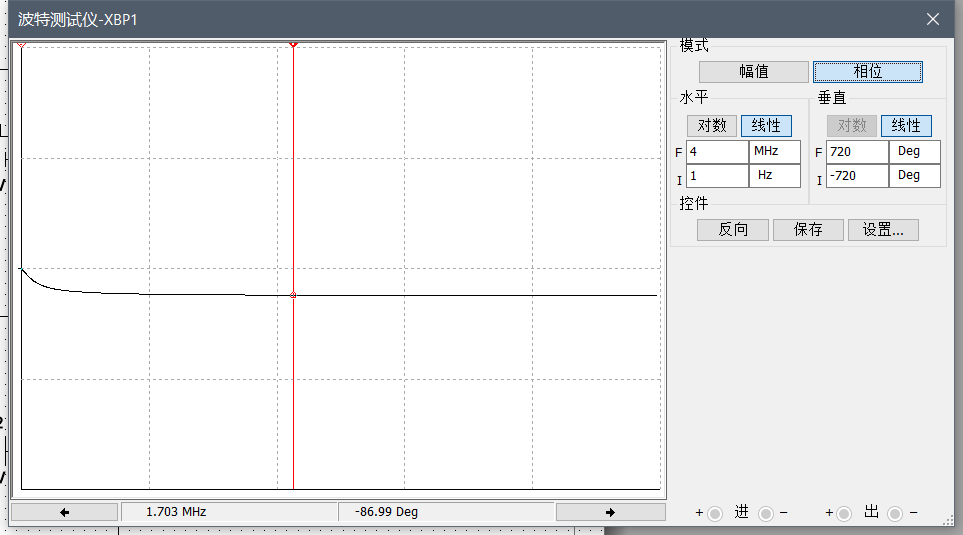 波特测试仪-XBP1
模式
幅值 相位
水平 垂直
对数 线性 对数 线性
F 4 MHz F 720 Deg
I 1 Hz I -720 Deg
控件
反向 保存 设置...
1.703 MHz -86.99 Deg
+ 进 − + 出 −